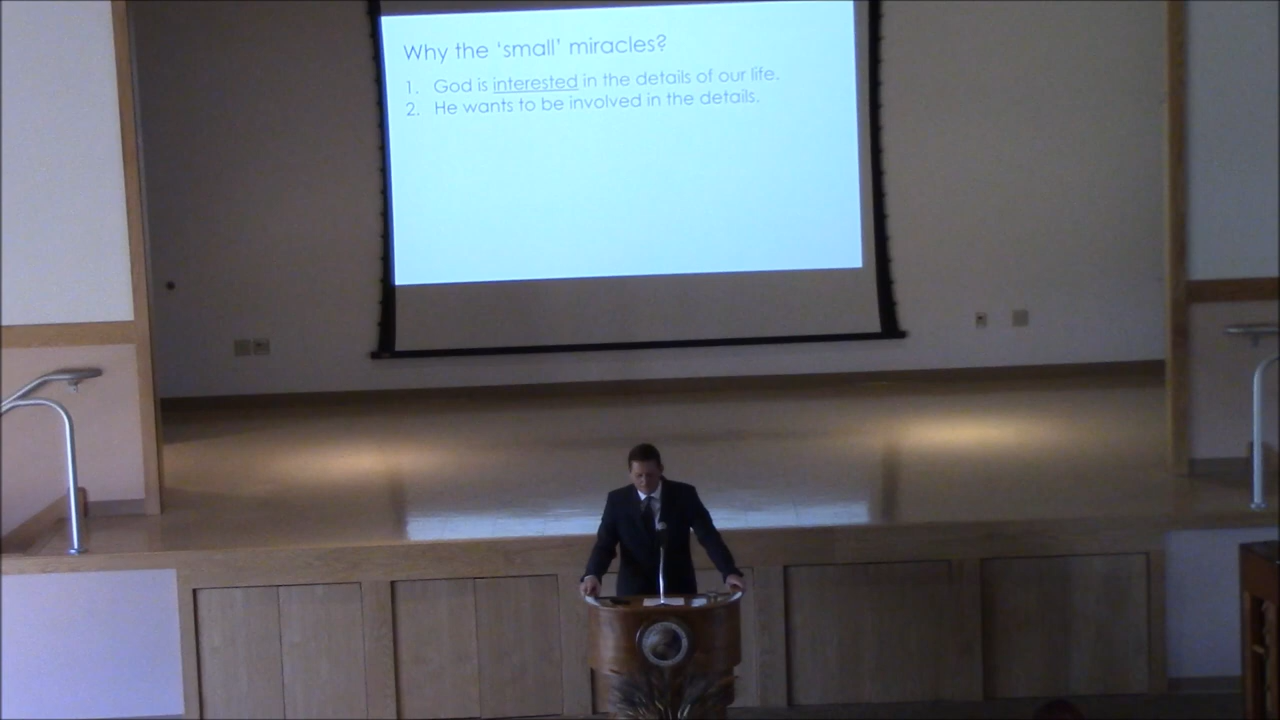 Why the 'small' miracles?
1. God is interested in the details of our life.
2. He wants to be involved in the details.